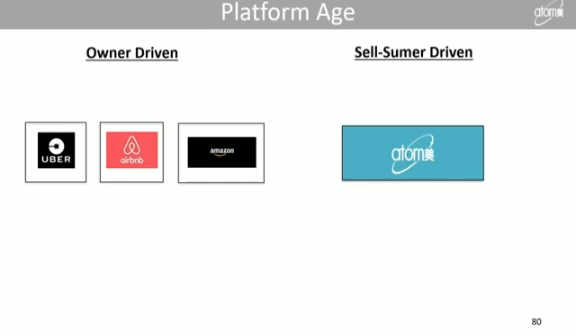 Platform Age
atom美
Owner Driven
Sell-Sumer Driven
UBER
airbnb
amazon
atom美
80